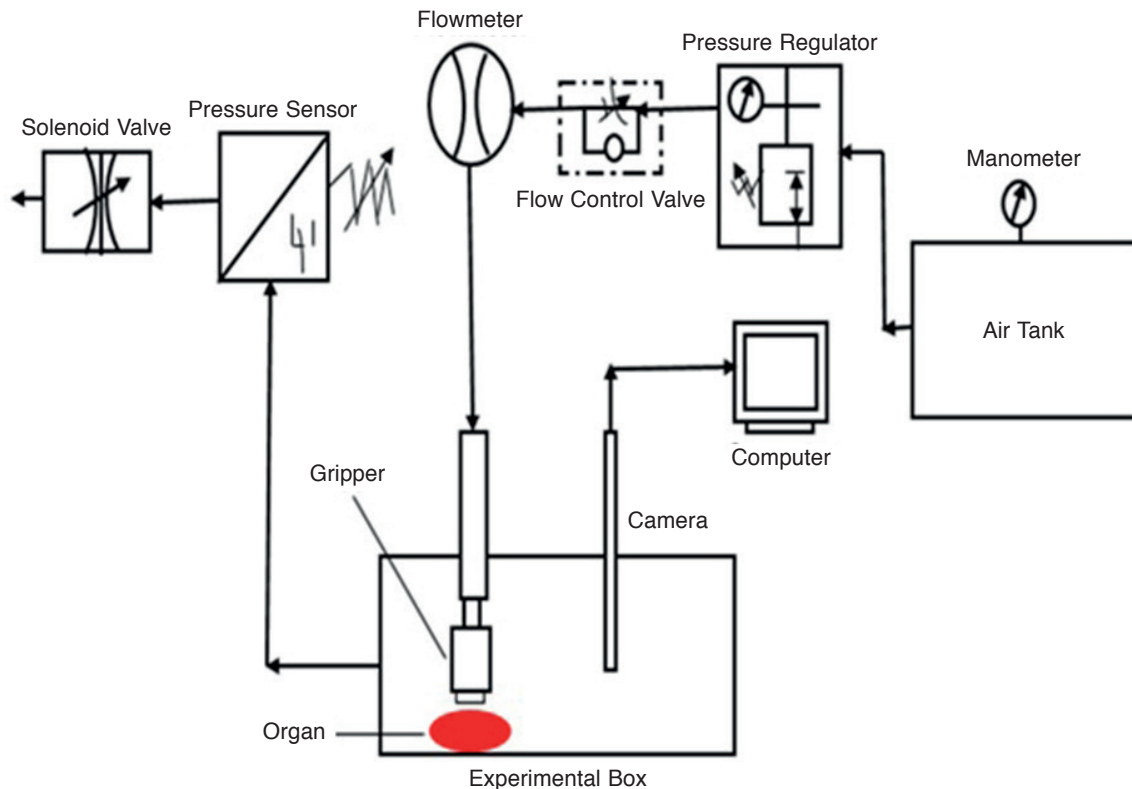 Flowmeter
Pressure Regulator
Pressure Sensor
Solenoid Valve
Manometer
Flow Control Valve
Air Tank
Computer
Gripper
Camera
Organ
Experimental Box